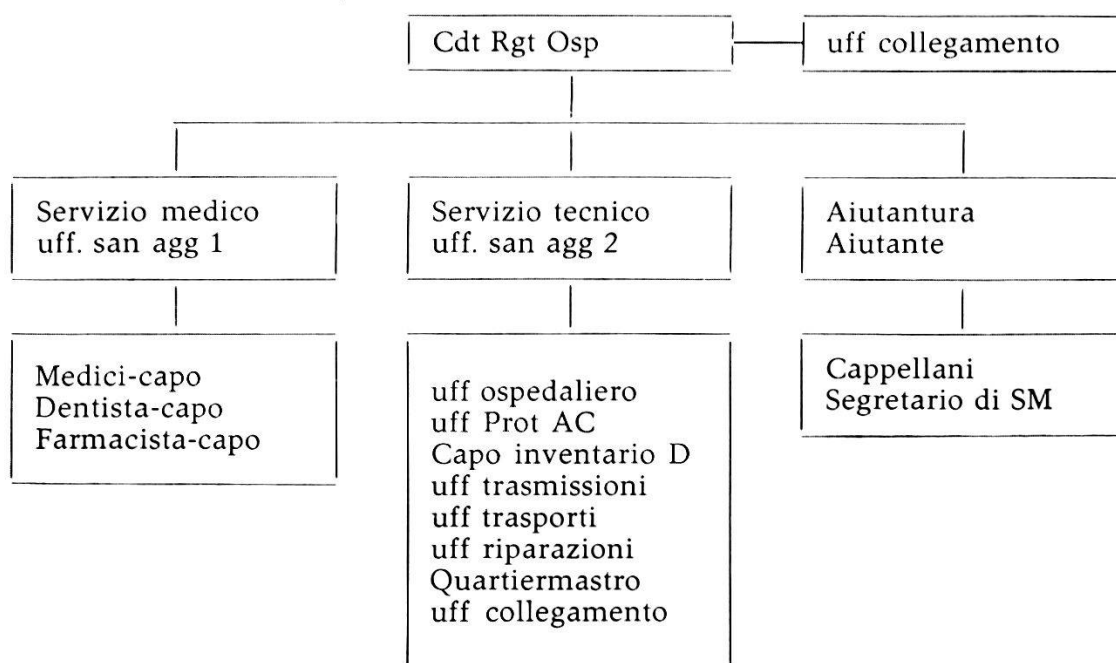 Cdt Rgt Osp
uff collegamento
Servizio medico
uff. san agg 1
Servizio tecnico
uff. san agg 2
Aiutantura
Aiutante
Medici-capo
Dentista-capo
Farmacista-capo
uff ospedaliero
uff Prot AC
Capo inventario D
uff trasmissioni
uff trasporti
uff riparazioni
Quartiermastro
uff collegamento
Cappellani
Segretario di SM